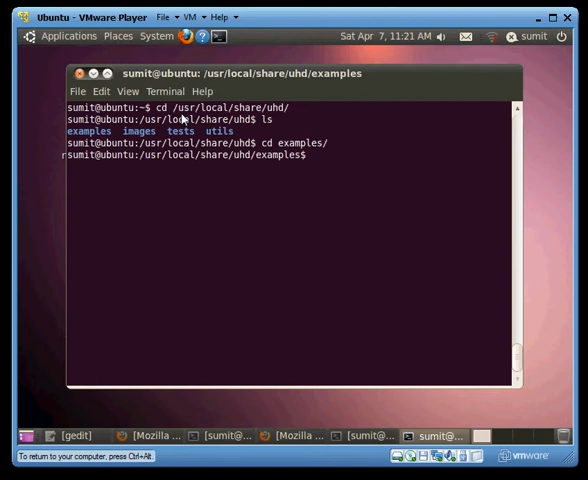 Ubuntu - VMware Player File VM Help
Applications Places System Sat Apr 7, 11:21 AM sumit
sumit@ubuntu: /usr/local/share/uhd/examples
File Edit View Terminal Help
sumit@ubuntu:~$ cd /usr/local/share/uhd/
sumit@ubuntu:/usr/local/share/uhd$ ls
examples images tests utils
sumit@ubuntu:/usr/local/share/uhd$ cd examples/
sumit@ubuntu:/usr/local/share/uhd/examples$
[gedit] [Mozilla ... [sumit@... [Mozilla ... [sumit@... sumit@...
To return to your computer, press Ctrl+Alt. vmware